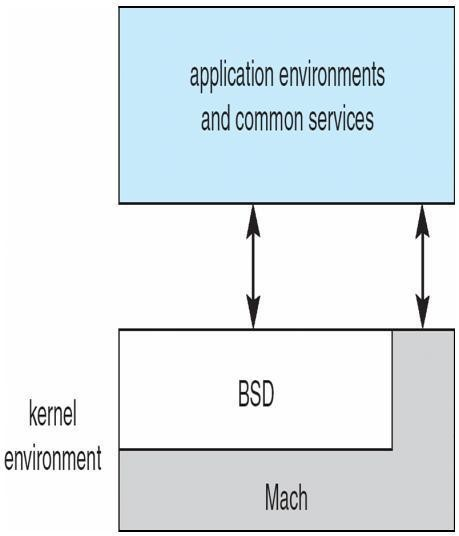 application environments
and common services
BSD
kernel
environment
Mach